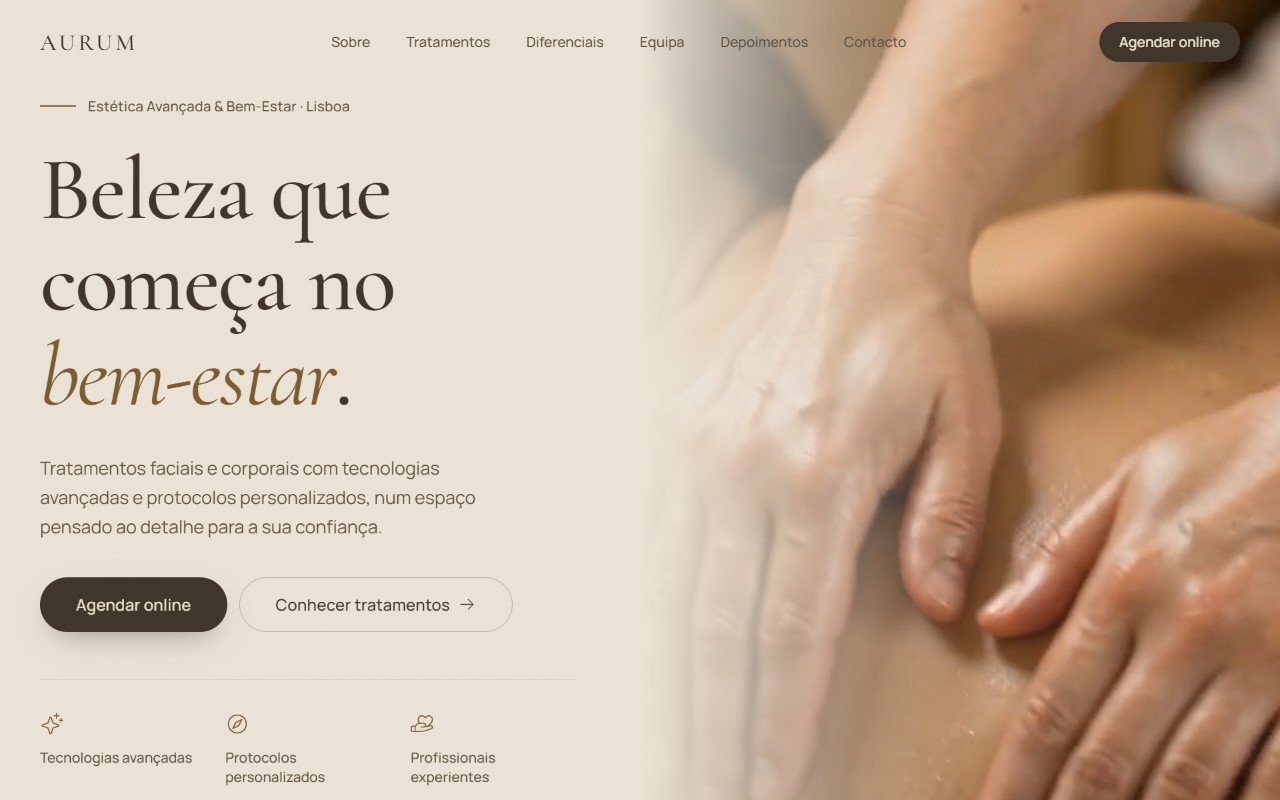 AURUM
Sobre
Tratamentos
Diferenciais
Equipa
Depoimentos
Contacto
Agendar online
Estética Avançada & Bem-Estar · Lisboa
Beleza que
começa no
bem-estar.
Tratamentos faciais e corporais com tecnologias
avançadas e protocolos personalizados, num espaço
pensado ao detalhe para a sua confiança.
Agendar online
Conhecer tratamentos →
Tecnologias avançadas
Protocolos
personalizados
Profissionais
experientes